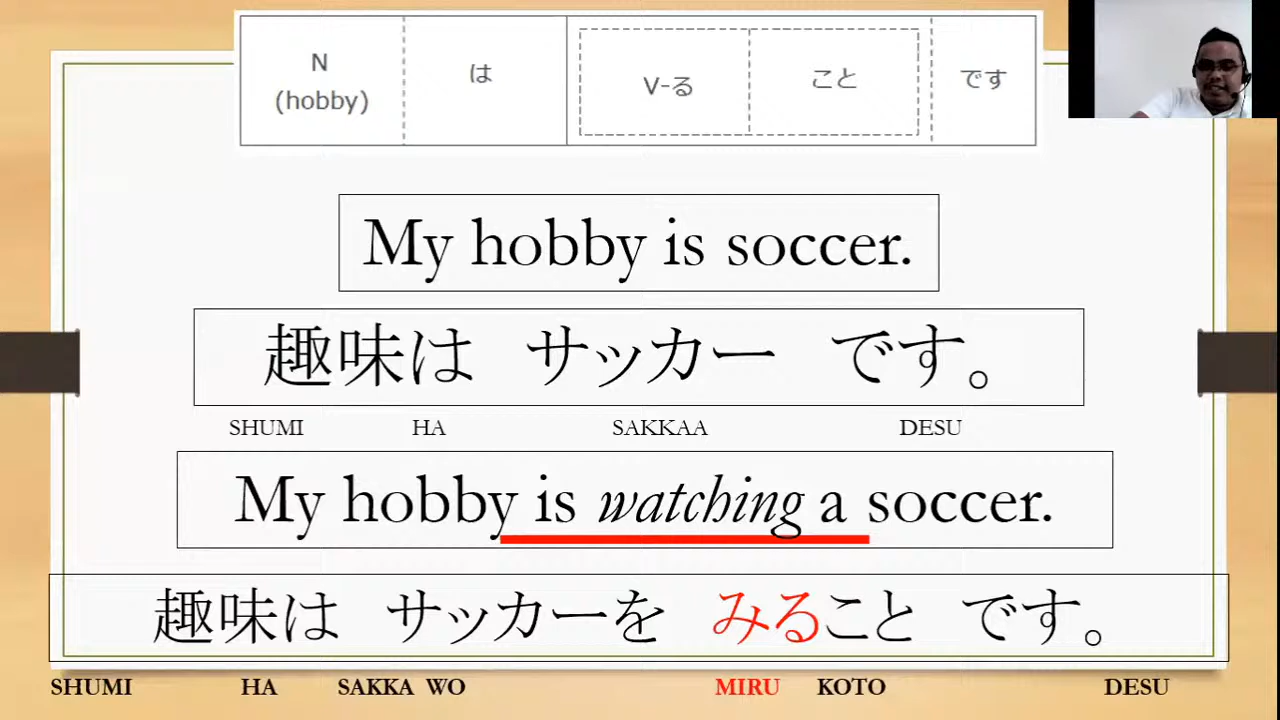 N は V-る こと です
(hobby)
My hobby is soccer.
趣味は サッカー です。
SHUMI HA SAKKAA DESU
My hobby is watching a soccer.
趣味は サッカーを みること です。
SHUMI HA SAKKA WO MIRU KOTO DESU